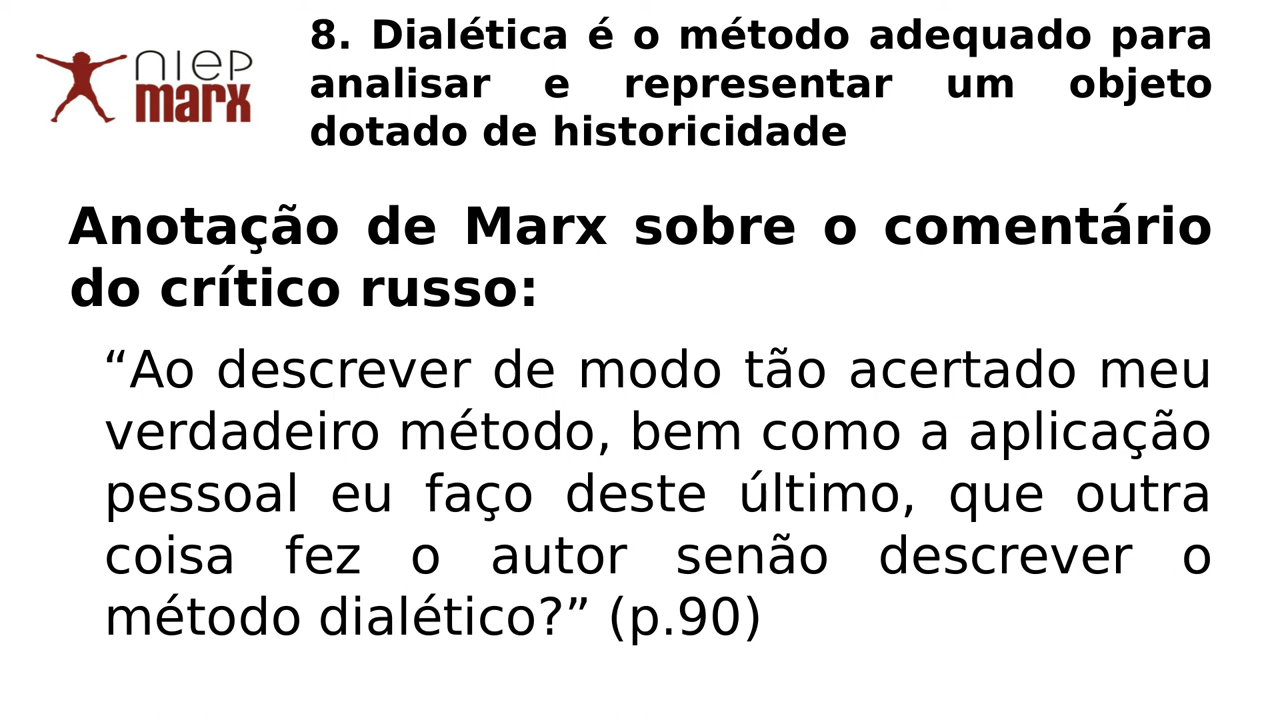 niep
marx
8. Dialética é o método adequado para
analisar e representar um objeto
dotado de historicidade
Anotação de Marx sobre o comentário
do crítico russo:
“Ao descrever de modo tão acertado meu
verdadeiro método, bem como a aplicação
pessoal eu faço deste último, que outra
coisa fez o autor senão descrever o
método dialético?” (p.90)